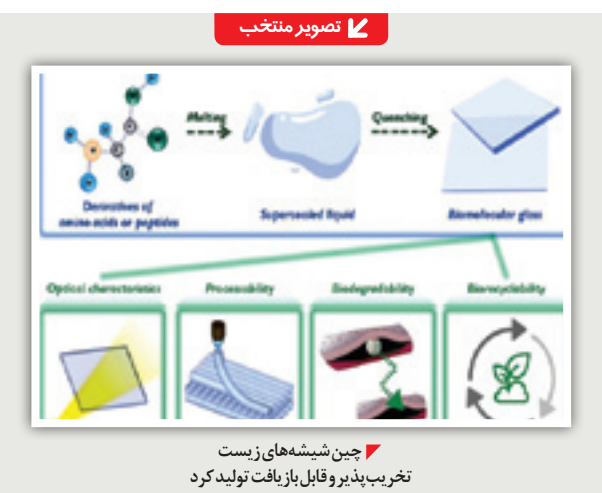 تصویر منتخب
Melting
Quenching
Derivatives of
amino acids or peptides
Supercooled liquid
Biomolecular glass
Optical characteristics
Processability
Biodegradability
Biorecyclability
چین شیشه‌های زیست
تخریب‌پذیر و قابل بازیافت تولید کرد